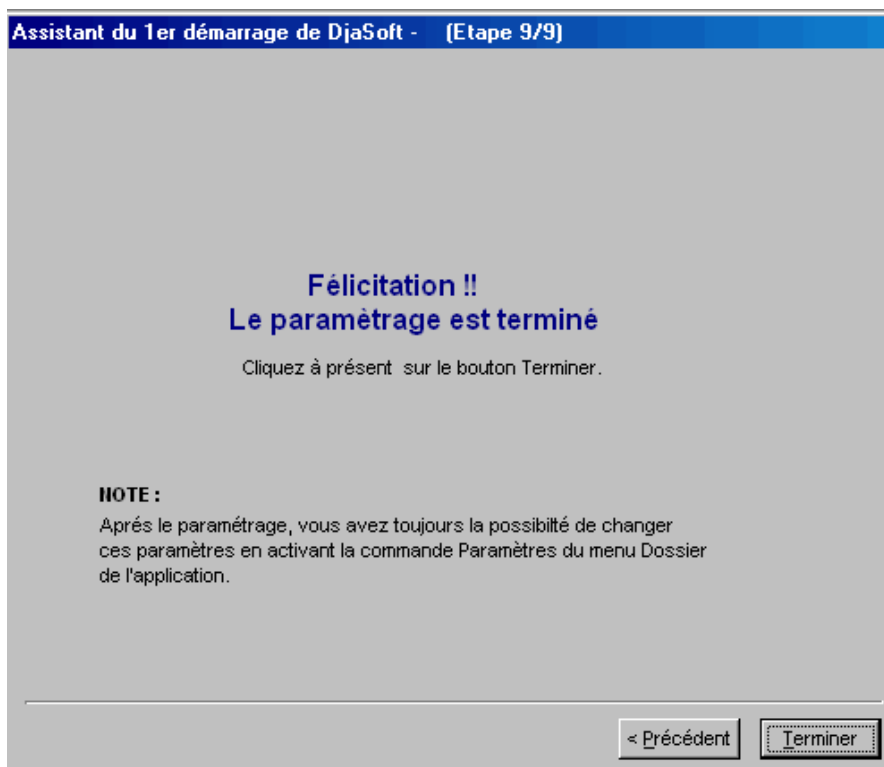 Assistant du 1er démarrage de DjaSoft - (Etape 9/9)
Félicitation !!
Le paramètrage est terminé
Cliquez à présent sur le bouton Terminer.
NOTE :
Aprés le paramétrage, vous avez toujours la possibilté de changer
ces paramètres en activant la commande Paramètres du menu Dossier
de l'application.
< Précédent
Terminer